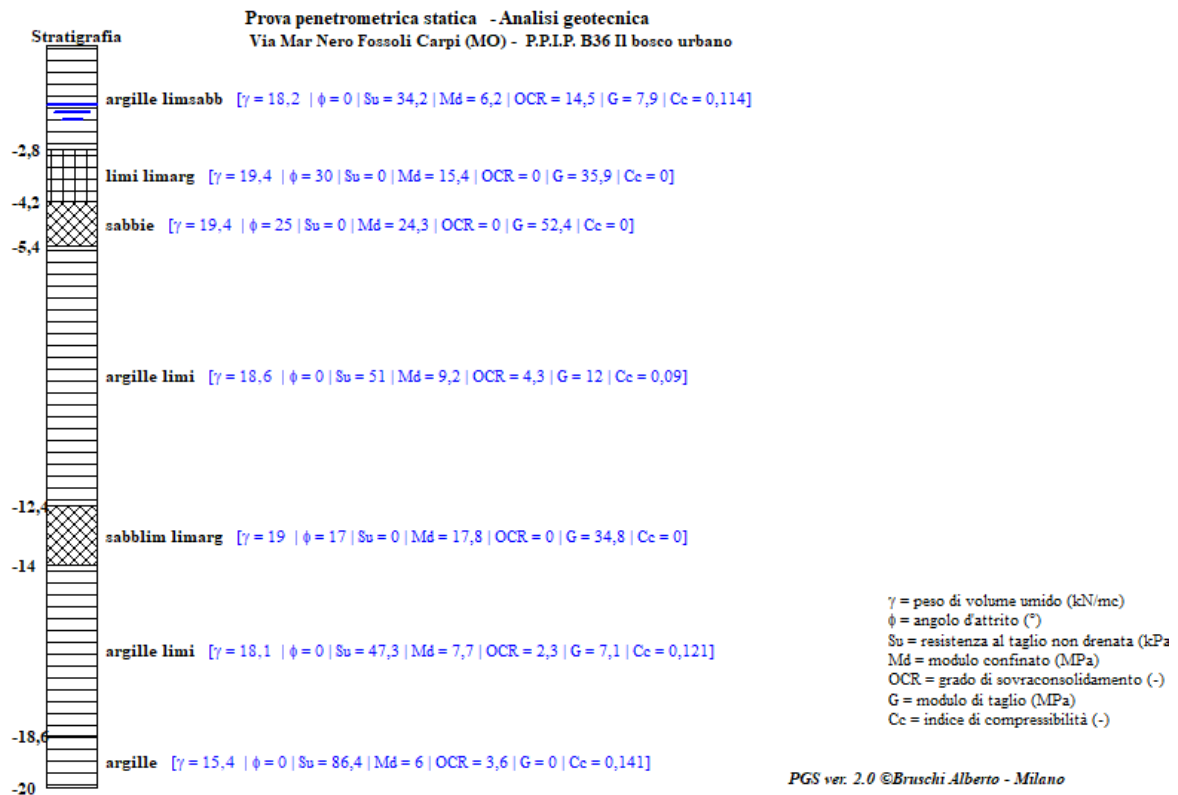 Prova penetrometrica statica - Analisi geotecnica
Stratigrafia
Via Mar Nero Fossoli Carpi (MO) - P.P.I.P. B36 Il bosco urbano
argille limsabb [γ = 18,2 | ϕ = 0 | Su = 34,2 | Md = 6,2 | OCR = 14,5 | G = 7,9 | Cc = 0,114]
-2,8
limi limarg [γ = 19,4 | ϕ = 30 | Su = 0 | Md = 15,4 | OCR = 0 | G = 35,9 | Cc = 0]
-4,2
sabbie [γ = 19,4 | ϕ = 25 | Su = 0 | Md = 24,3 | OCR = 0 | G = 52,4 | Cc = 0]
-5,4
argille limi [γ = 18,6 | ϕ = 0 | Su = 51 | Md = 9,2 | OCR = 4,3 | G = 12 | Cc = 0,09]
-12,4
sabblim limarg [γ = 19 | ϕ = 17 | Su = 0 | Md = 17,8 | OCR = 0 | G = 34,8 | Cc = 0]
-14
argille limi [γ = 18,1 | ϕ = 0 | Su = 47,3 | Md = 7,7 | OCR = 2,3 | G = 7,1 | Cc = 0,121]
-18,6
argille [γ = 15,4 | ϕ = 0 | Su = 86,4 | Md = 6 | OCR = 3,6 | G = 0 | Cc = 0,141]
-20
γ = peso di volume umido (kN/mc)
ϕ = angolo d'attrito (°)
Su = resistenza al taglio non drenata (kPa
Md = modulo confinato (MPa)
OCR = grado di sovraconsolidamento (-)
G = modulo di taglio (MPa)
Cc = indice di compressibilità (-)
PGS ver. 2.0 ©Bruschi Alberto - Milano